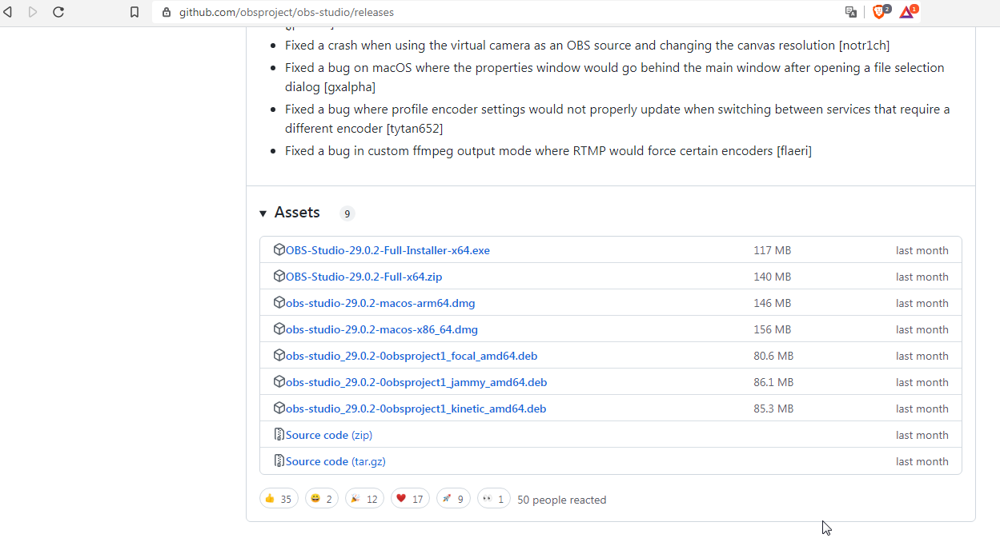 github.com/obsproject/obs-studio/releases
2
1
Fixed a crash when using the virtual camera as an OBS source and changing the canvas resolution [notr1ch]
Fixed a bug on macOS where the properties window would go behind the main window after opening a file selection
dialog [gxalpha]
Fixed a bug where profile encoder settings would not properly update when switching between services that require a
different encoder [tytan652]
Fixed a bug in custom ffmpeg output mode where RTMP would force certain encoders [flaeri]
Assets 9
OBS-Studio-29.0.2-Full-Installer-x64.exe 117 MB last month
OBS-Studio-29.0.2-Full-x64.zip 140 MB last month
obs-studio-29.0.2-macos-arm64.dmg 146 MB last month
obs-studio-29.0.2-macos-x86_64.dmg 156 MB last month
obs-studio_29.0.2-0obsproject1_focal_amd64.deb 80.6 MB last month
obs-studio_29.0.2-0obsproject1_jammy_amd64.deb 86.1 MB last month
obs-studio_29.0.2-0obsproject1_kinetic_amd64.deb 85.3 MB last month
Source code (zip) last month
Source code (tar.gz) last month
👍 35 😄 2 🎉 12 ❤️ 17 🚀 9 👀 1 50 people reacted